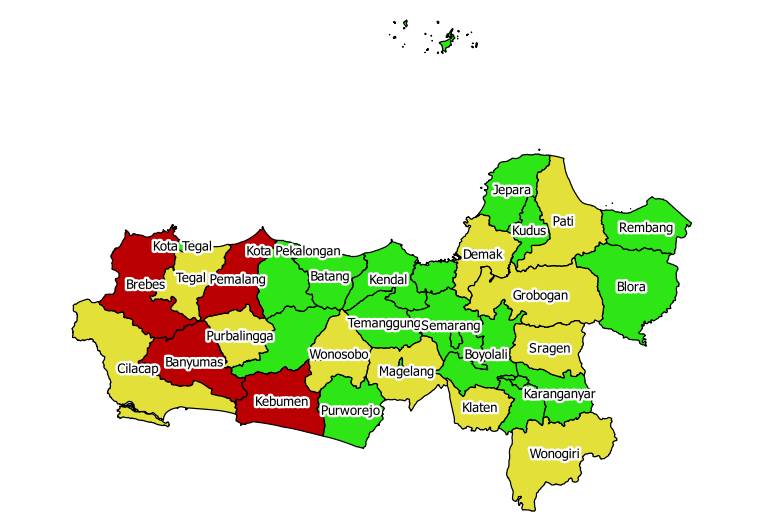 Jepara
Kudus
Pati
Rembang
Kota Tegal
Kota Pekalongan
Demak
Brebes
Tegal
Pemalang
Batang
Kendal
Grobogan
Blora
Purbalingga
Temanggung
Semarang
Cilacap
Banyumas
Wonosobo
Magelang
Boyolali
Sragen
Kebumen
Purworejo
Klaten
Karanganyar
Wonogiri